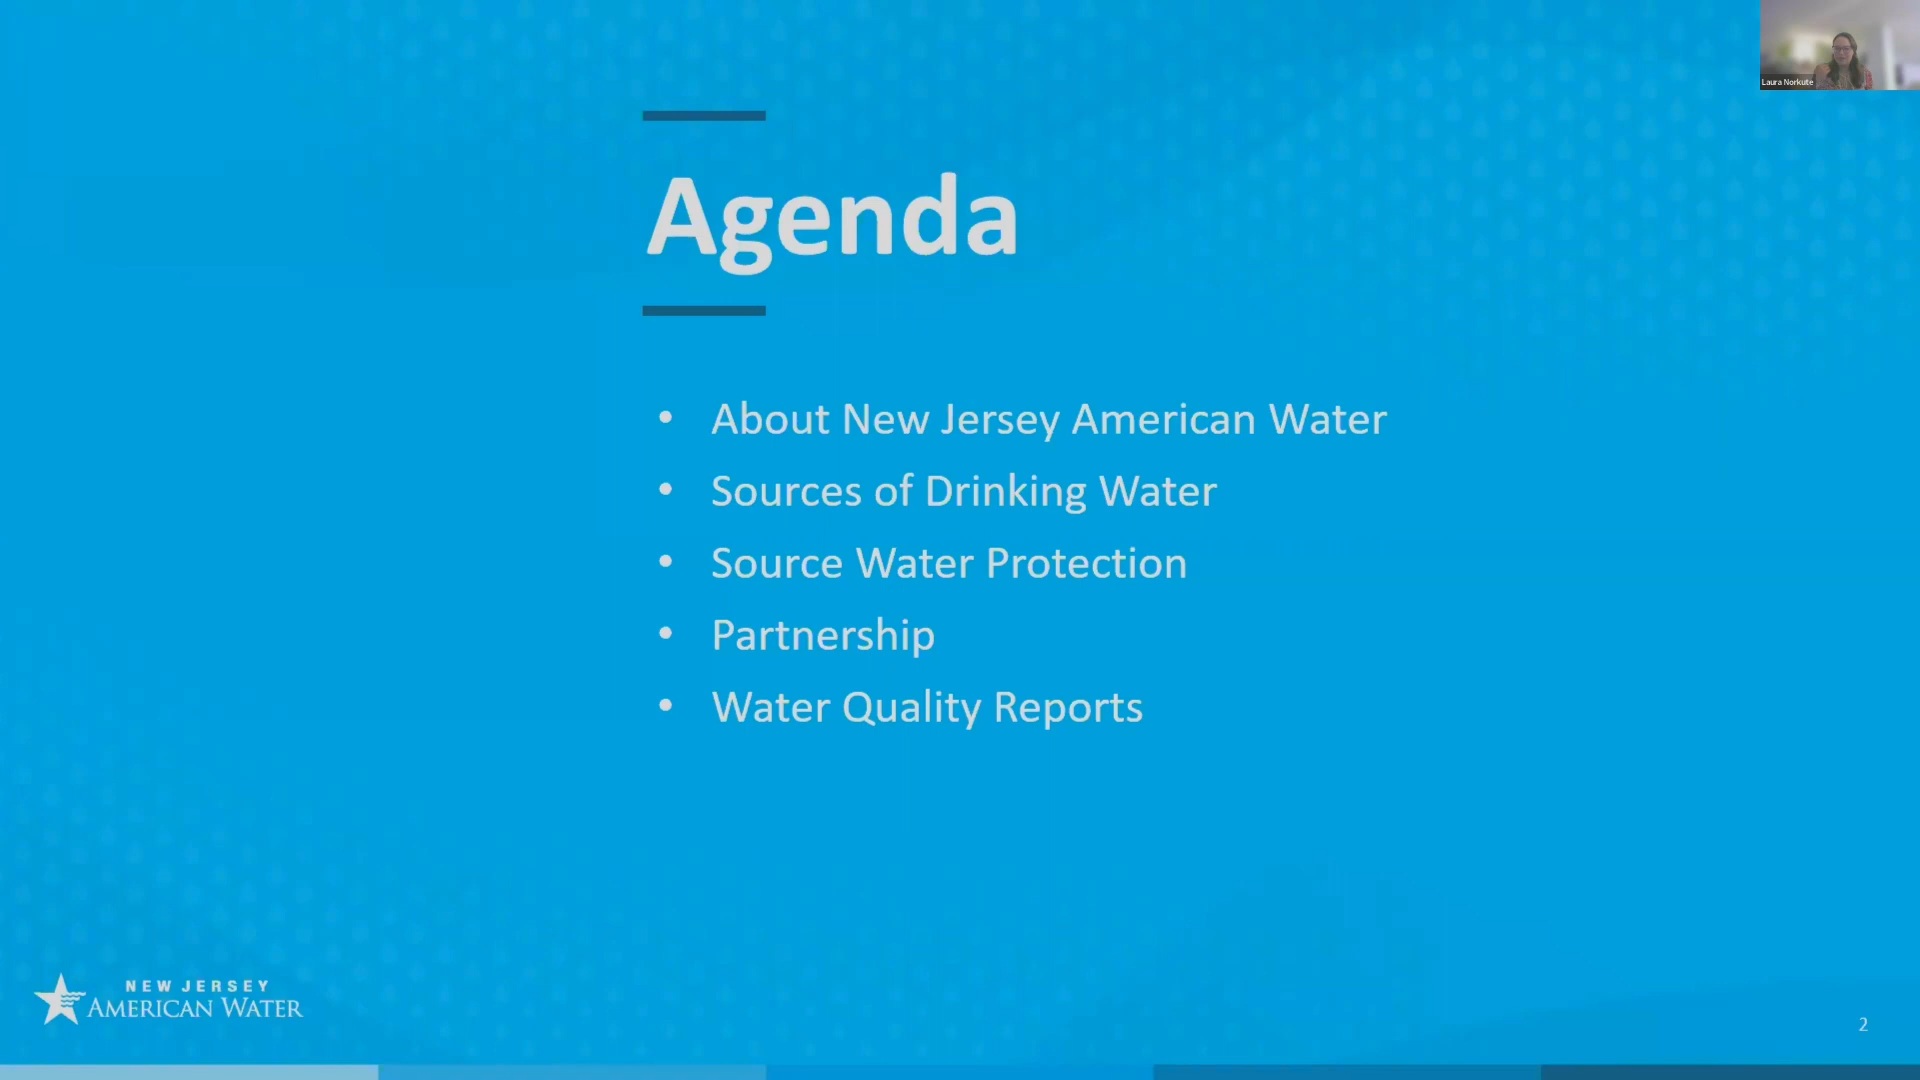 Laura Norkute
Agenda
• About New Jersey American Water
• Sources of Drinking Water
• Source Water Protection
• Partnership
• Water Quality Reports
NEW JERSEY
AMERICAN WATER
2